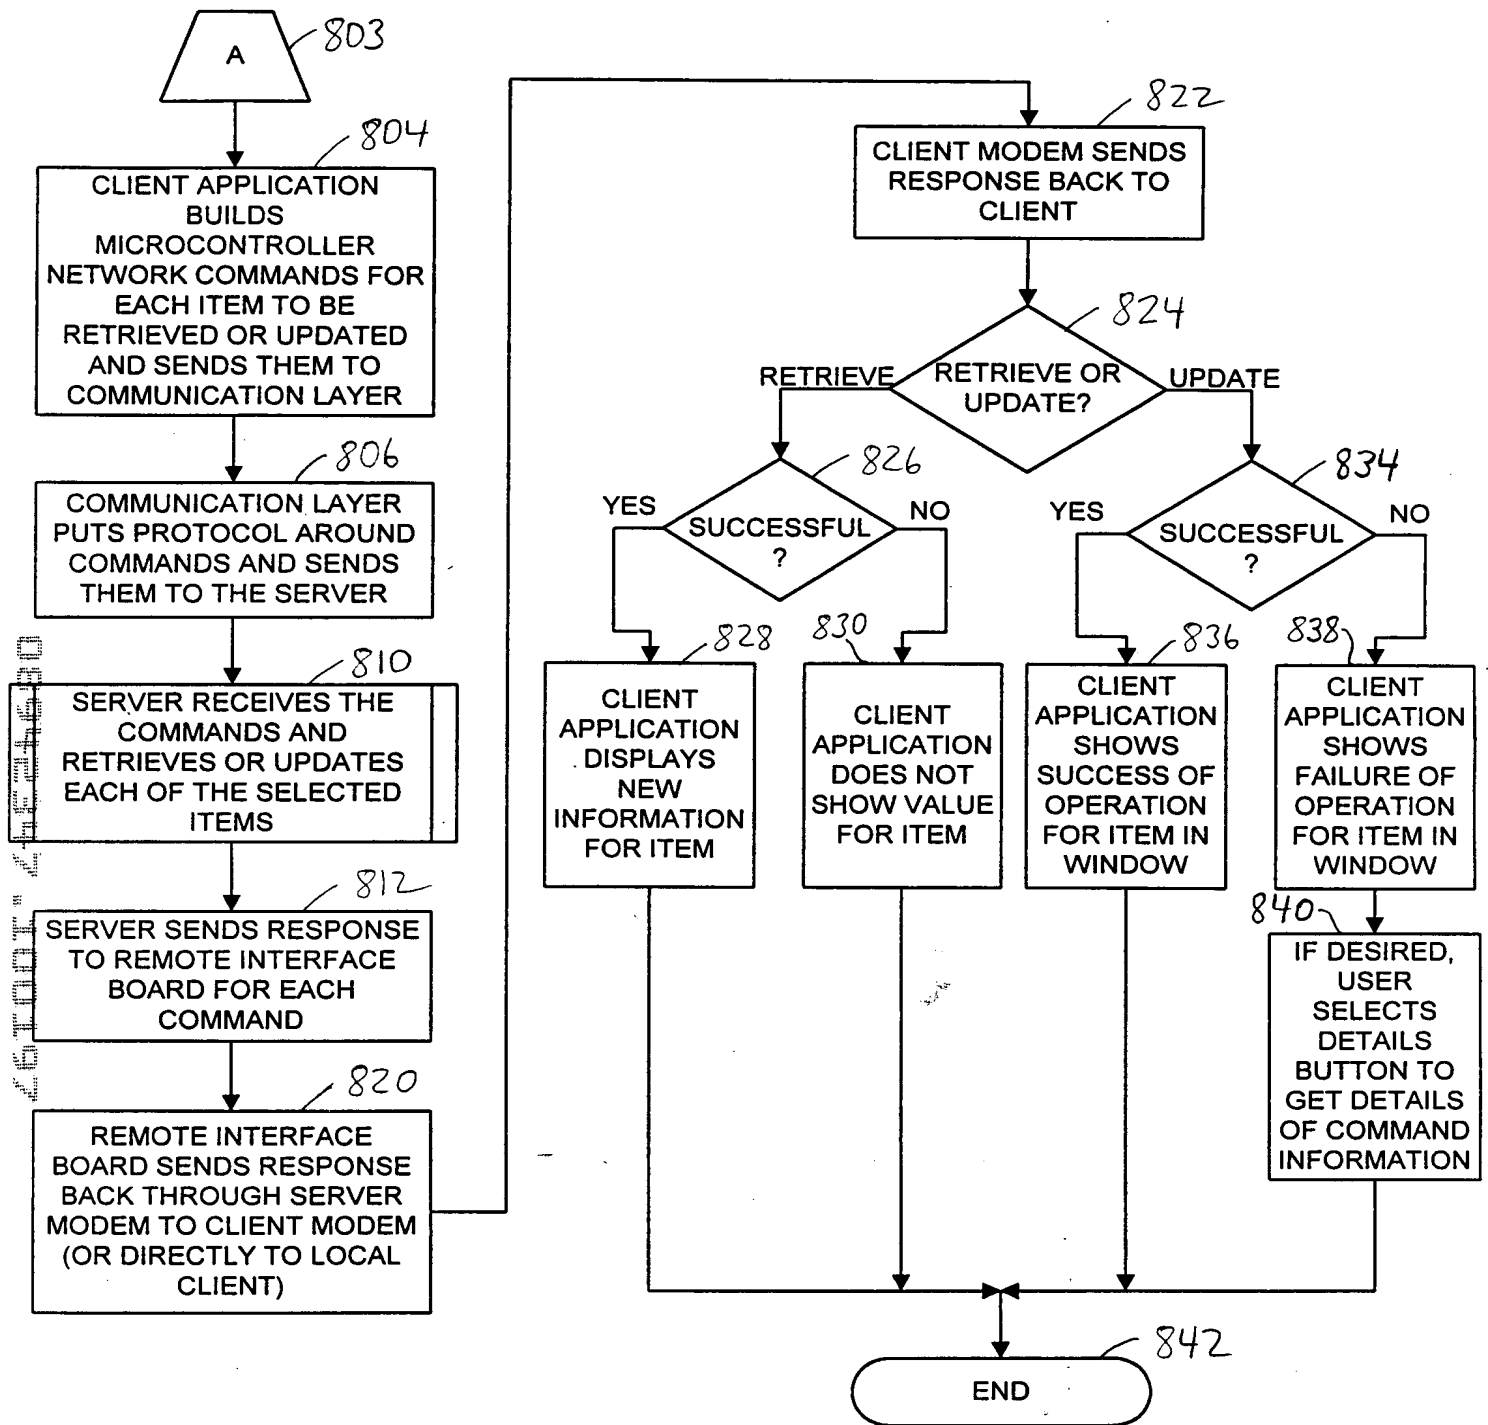 A
803
804
CLIENT APPLICATION
BUILDS
MICROCONTROLLER
NETWORK COMMANDS FOR
EACH ITEM TO BE
RETRIEVED OR UPDATED
AND SENDS THEM TO
COMMUNICATION LAYER
806
COMMUNICATION LAYER
PUTS PROTOCOL AROUND
COMMANDS AND SENDS
THEM TO THE SERVER
810
SERVER RECEIVES THE
COMMANDS AND
RETRIEVES OR UPDATES
EACH OF THE SELECTED
ITEMS
812
SERVER SENDS RESPONSE
TO REMOTE INTERFACE
BOARD FOR EACH
COMMAND
820
REMOTE INTERFACE
BOARD SENDS RESPONSE
BACK THROUGH SERVER
MODEM TO CLIENT MODEM
(OR DIRECTLY TO LOCAL
CLIENT)
822
CLIENT MODEM SENDS
RESPONSE BACK TO
CLIENT
824
RETRIEVE OR
UPDATE?
RETRIEVE
UPDATE
826
SUCCESSFUL
?
YES
NO
834
SUCCESSFUL
?
YES
NO
828
CLIENT
APPLICATION
DISPLAYS
NEW
INFORMATION
FOR ITEM
830
CLIENT
APPLICATION
DOES NOT
SHOW VALUE
FOR ITEM
836
CLIENT
APPLICATION
SHOWS
SUCCESS OF
OPERATION
FOR ITEM IN
WINDOW
838
CLIENT
APPLICATION
SHOWS
FAILURE OF
OPERATION
FOR ITEM IN
WINDOW
840
IF DESIRED,
USER
SELECTS
DETAILS
BUTTON TO
GET DETAILS
OF COMMAND
INFORMATION
842
END